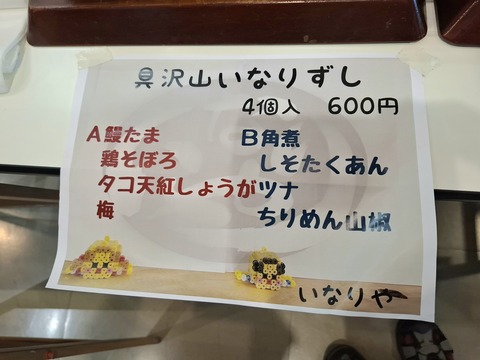 具沢山いなりずし
4個入 600円
A鰻たま
鶏そぼろ
タコ天紅しょうが
梅
B角煮
しそたくあん
ツナ
ちりめん山椒
いなりや